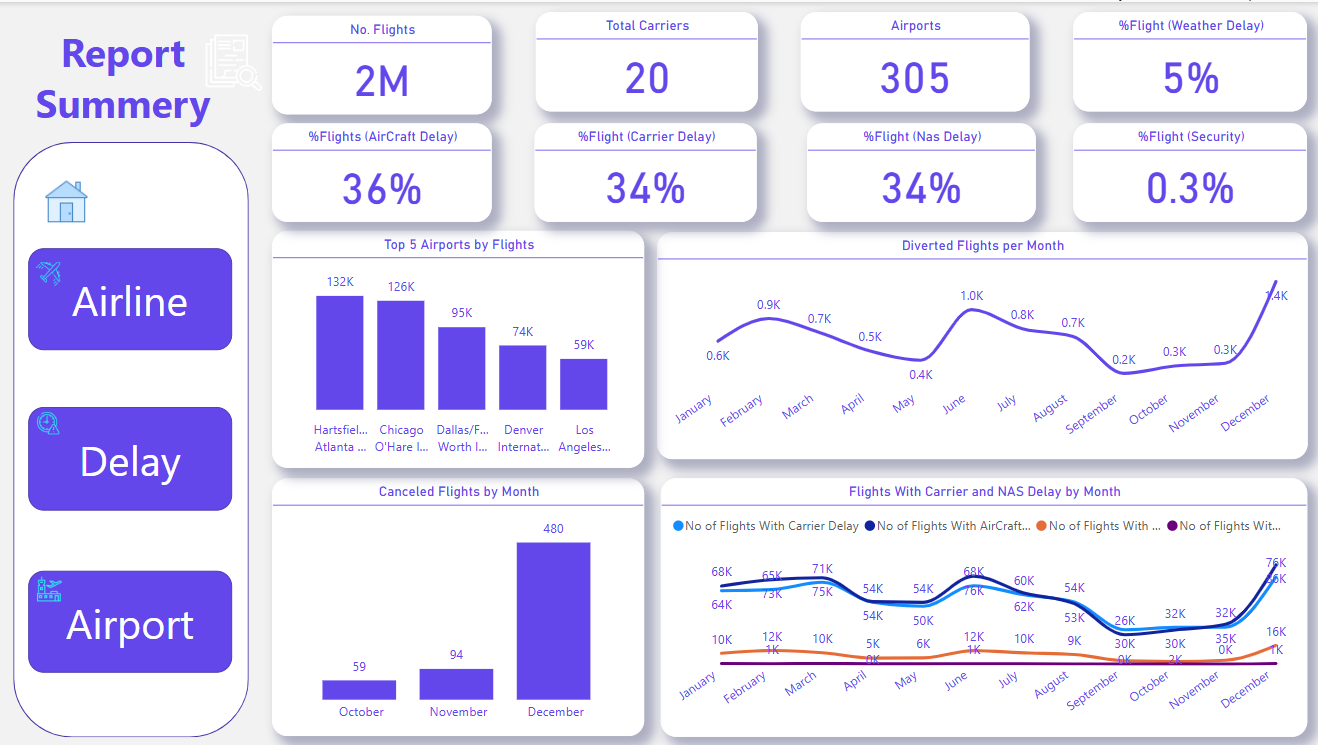 Report
Summery
Airline
Delay
Airport
No. Flights
2M
Total Carriers
20
Airports
305
%Flight (Weather Delay)
5%
%Flights (AirCraft Delay)
36%
%Flight (Carrier Delay)
34%
%Flight (Nas Delay)
34%
%Flight (Security)
0.3%
Top 5 Airports by Flights
132K
126K
95K
74K
59K
Hartsfiel...
Atlanta ...
Chicago
O'Hare I...
Dallas/F...
Worth I...
Denver
Internat...
Los
Angeles...
Diverted Flights per Month
0.6K
0.9K
0.7K
0.5K
0.4K
1.0K
0.8K
0.7K
0.2K
0.3K
0.3K
1.4K
January
February
March
April
May
June
July
August
September
October
November
December
Canceled Flights by Month
59
94
480
October
November
December
Flights With Carrier and NAS Delay by Month
No of Flights With Carrier Delay
No of Flights With AirCraft...
No of Flights With ...
No of Flights Wit...
68K
65K
71K
54K
54K
68K
60K
54K
26K
32K
32K
76K
64K
73K
75K
54K
50K
76K
62K
53K
30K
30K
35K
10K
12K
10K
5K
6K
12K
10K
9K
16K
1K
0K
1K
0K
2K
0K
1K
January
February
March
April
May
June
July
August
September
October
November
December